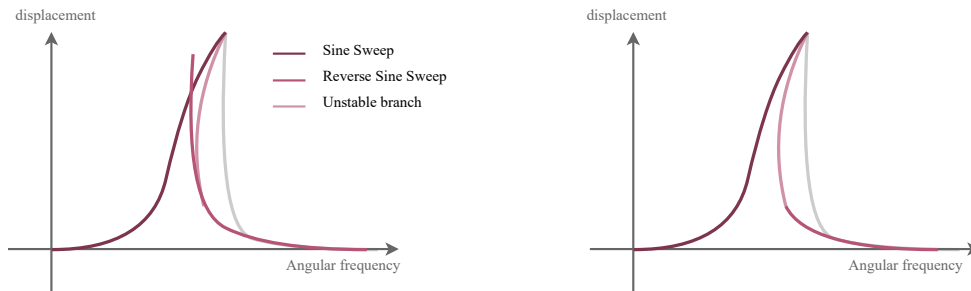 displacement
Sine Sweep
Reverse Sine Sweep
Unstable branch
Angular frequency
displacement
Angular frequency